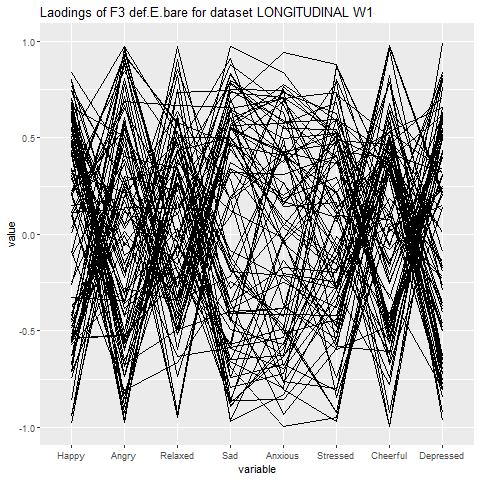 Laodings of F3 def.E.bare for dataset LONGITUDINAL W1
1.0
0.5
0.0
-0.5
-1.0
value
Happy Angry Relaxed Sad Anxious Stressed Cheerful Depressed
variable